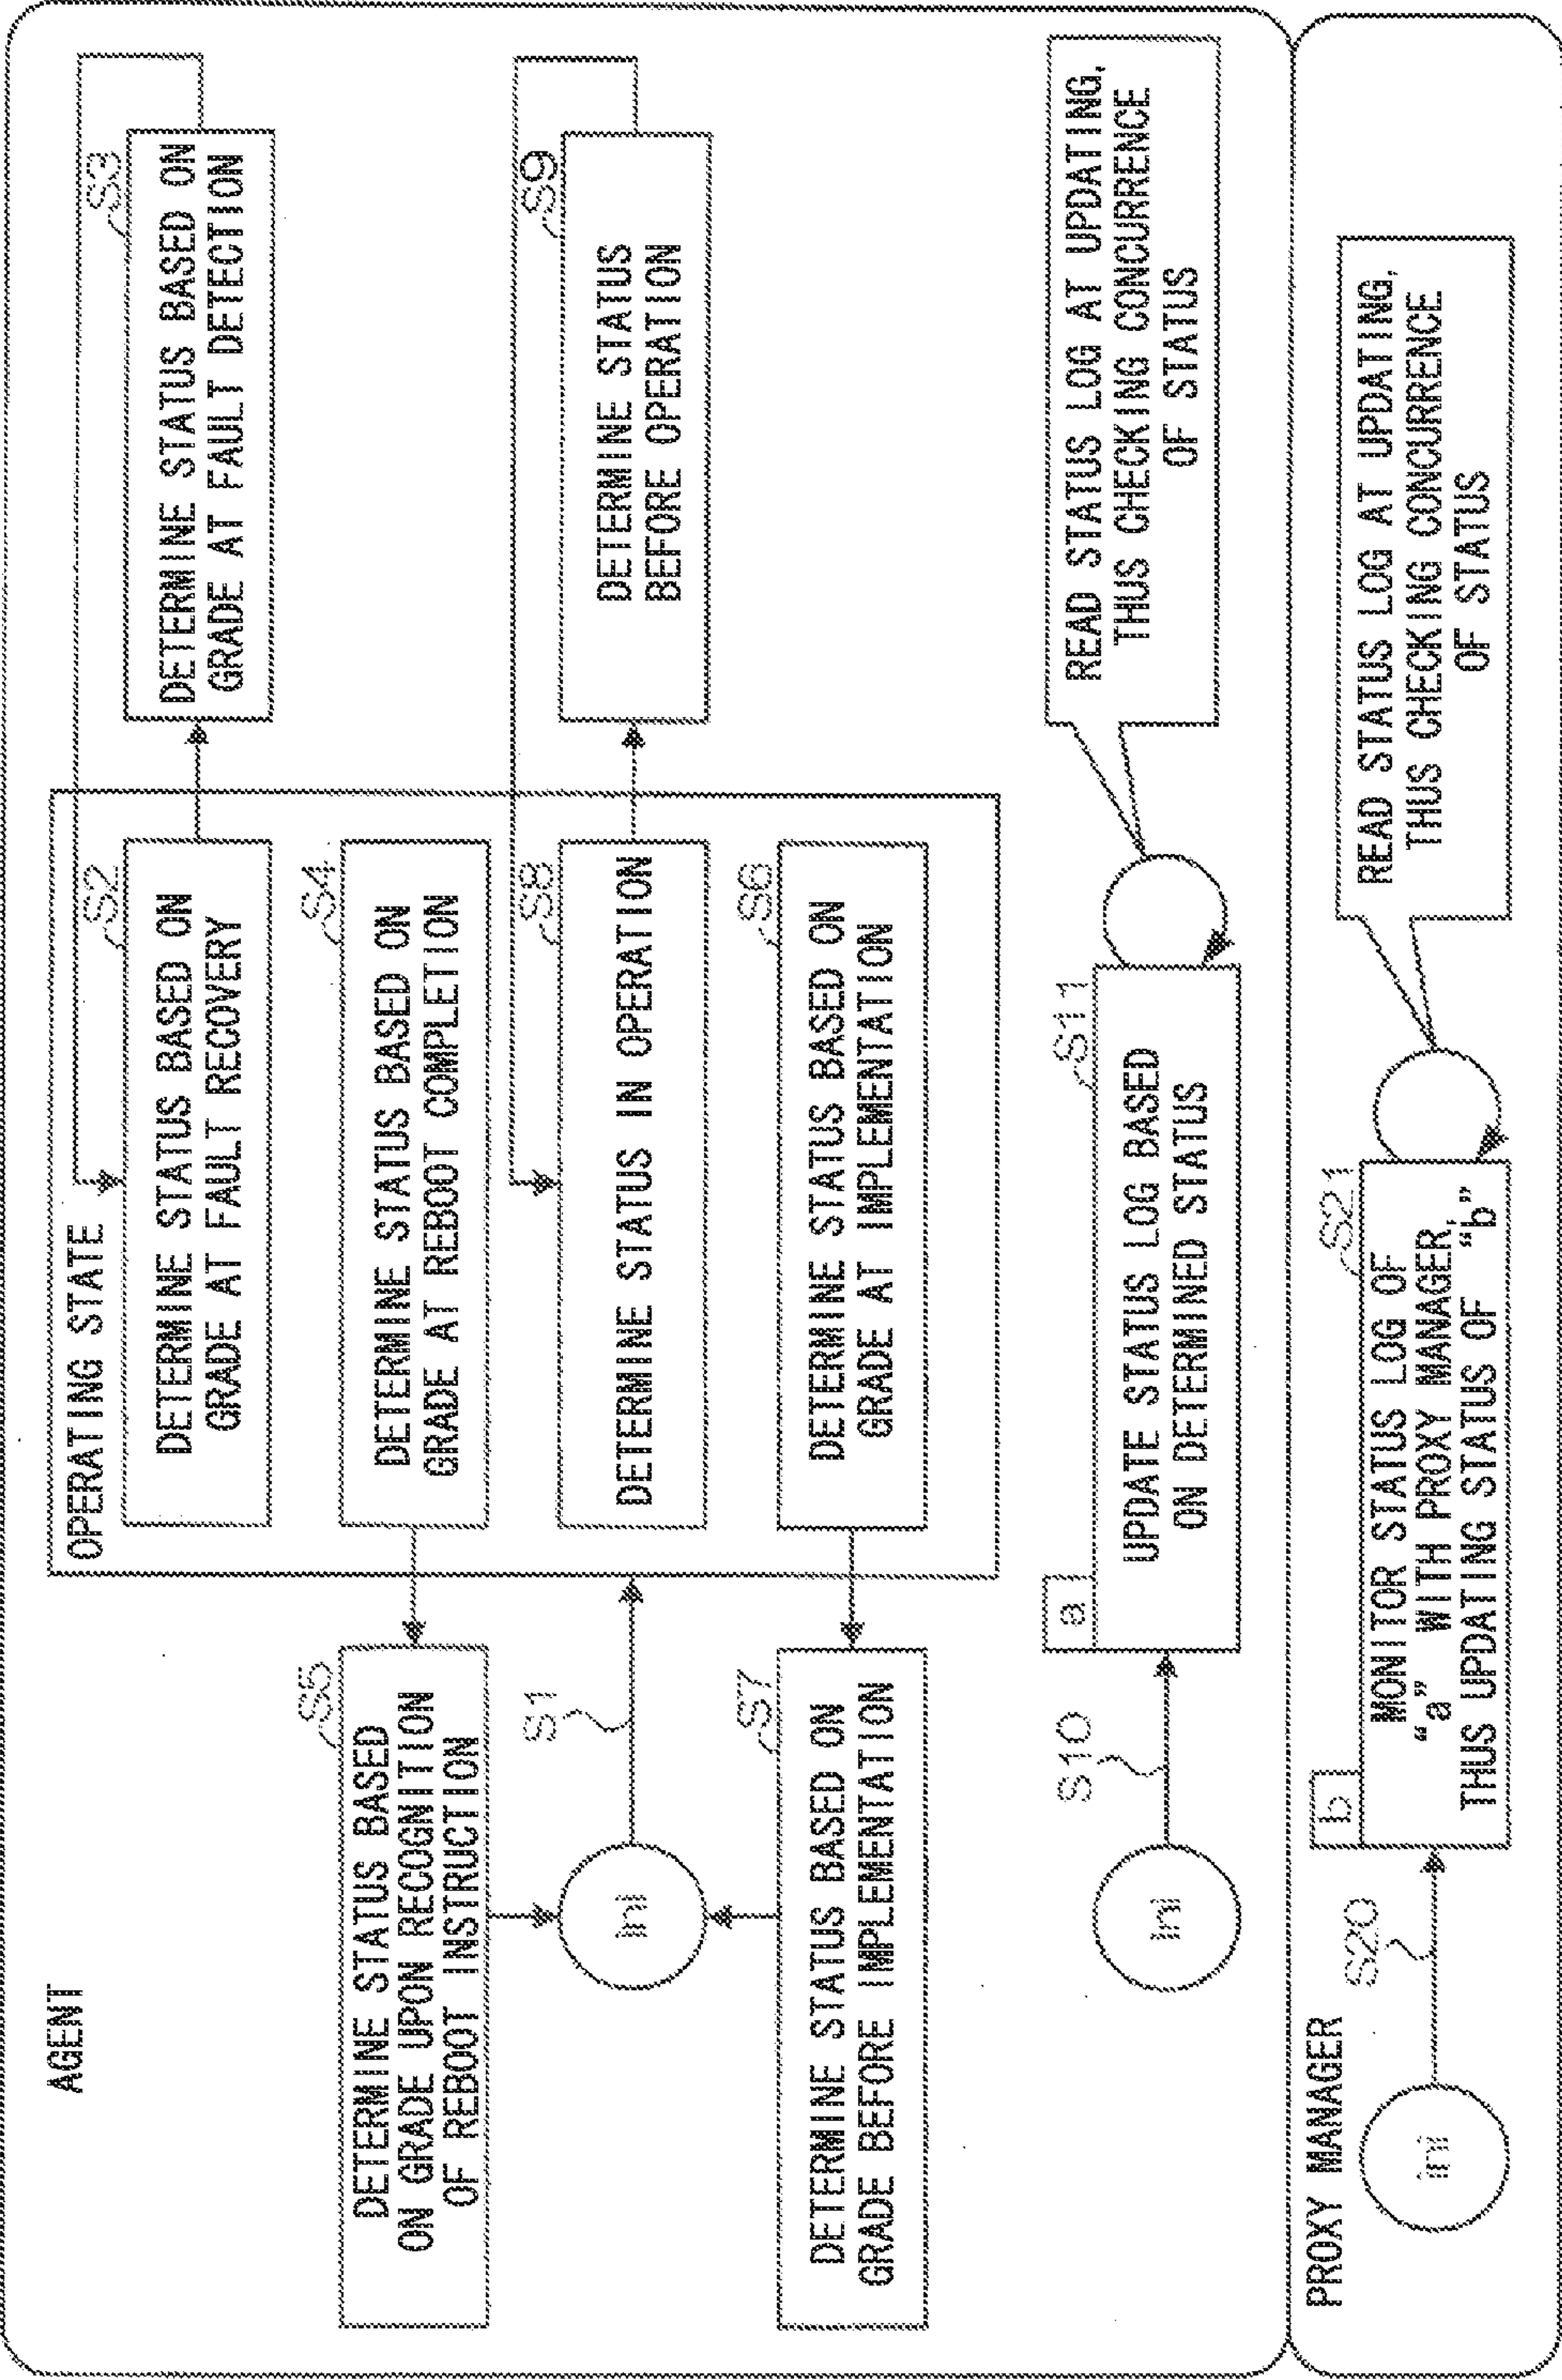 AGENT
OPERATING STATE
S2
DETERMINE STATUS BASED ON
GRADE AT FAULT RECOVERY
S3
DETERMINE STATUS BASED ON
GRADE AT FAULT DETECTION
S5
DETERMINE STATUS BASED
ON GRADE UPON RECOGNITION
OF REBOOT INSTRUCTION
S4
DETERMINE STATUS BASED ON
GRADE AT REBOOT COMPLETION
Ini
S1
S8
DETERMINE STATUS IN OPERATION
S9
DETERMINE STATUS
BEFORE OPERATION
S7
DETERMINE STATUS BASED ON
GRADE BEFORE IMPLEMENTATION
S6
DETERMINE STATUS BASED ON
GRADE AT IMPLEMENTATION
Ini
S10
a
S11
UPDATE STATUS LOG BASED
ON DETERMINED STATUS
READ STATUS LOG AT UPDATING,
THUS CHECKING CONCURRENCE
OF STATUS
PROXY MANAGER
ini
S20
b
S21
MONITOR STATUS LOG OF
“a” WITH PROXY MANAGER,
THUS UPDATING STATUS OF “b”
READ STATUS LOG AT UPDATING,
THUS CHECKING CONCURRENCE
OF STATUS